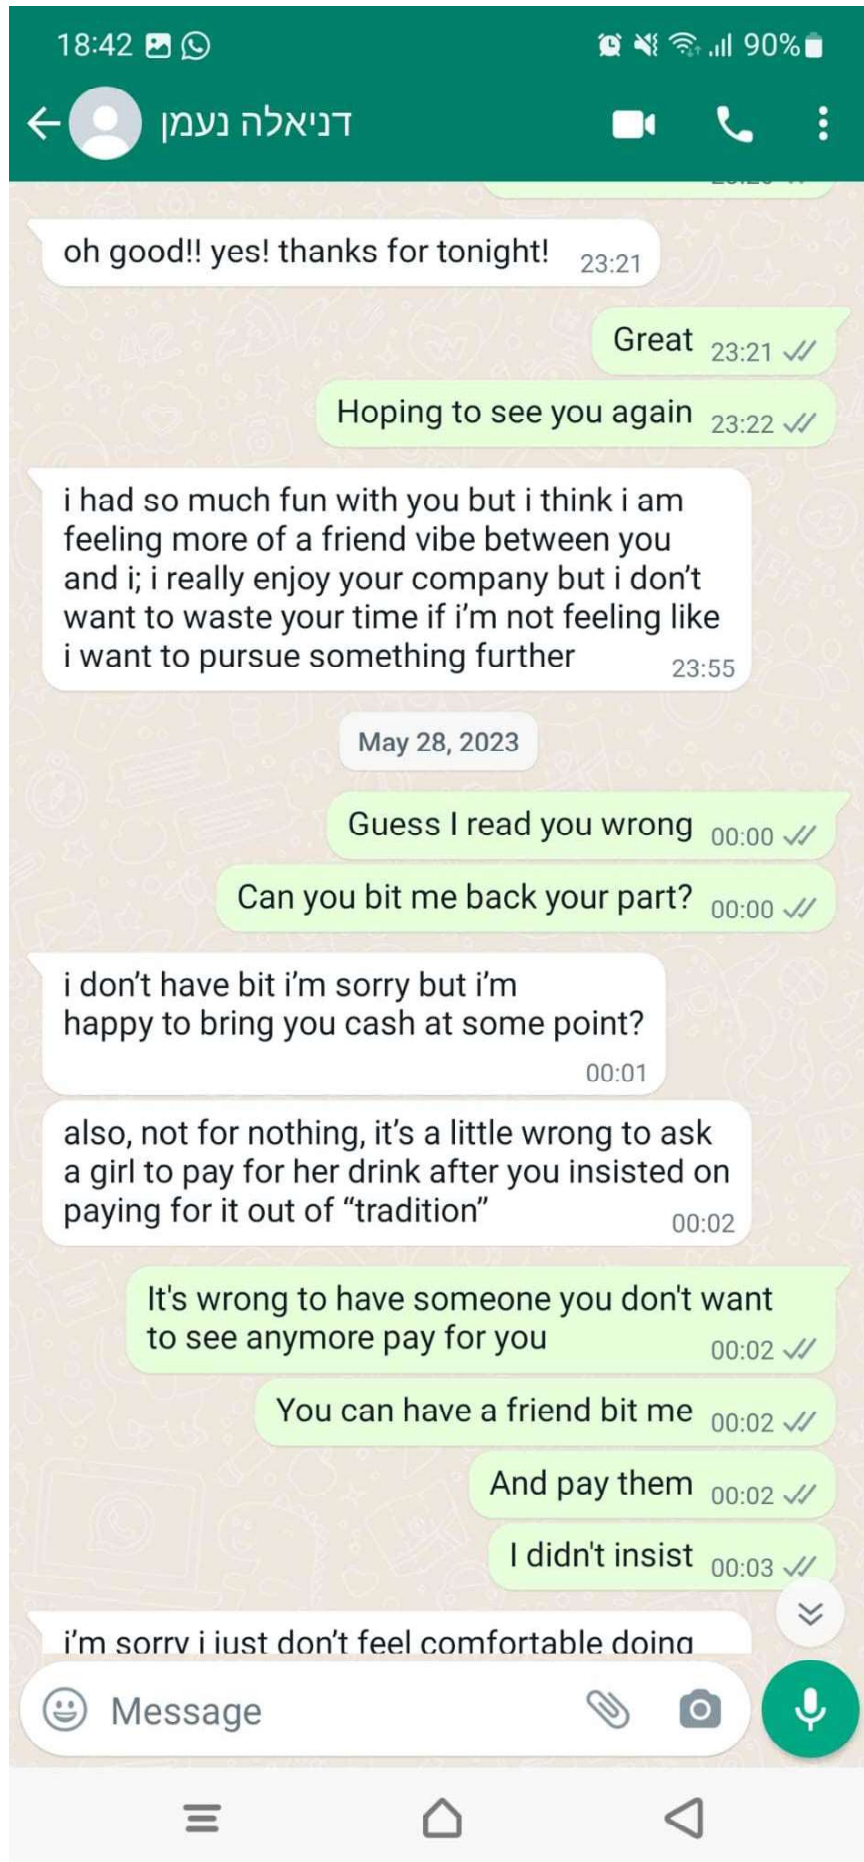 18:42 90%
דניאלה נעמן
oh good!! yes! thanks for tonight! 23:21
Great 23:21
Hoping to see you again 23:22
i had so much fun with you but i think i am
feeling more of a friend vibe between you
and i; i really enjoy your company but i don’t
want to waste your time if i’m not feeling like
i want to pursue something further 23:55
May 28, 2023
Guess I read you wrong 00:00
Can you bit me back your part? 00:00
i don’t have bit i’m sorry but i’m
happy to bring you cash at some point?
00:01
also, not for nothing, it’s a little wrong to ask
a girl to pay for her drink after you insisted on
paying for it out of “tradition” 00:02
It's wrong to have someone you don't want
to see anymore pay for you 00:02
You can have a friend bit me 00:02
And pay them 00:02
I didn't insist 00:03
i’m sorry i just don’t feel comfortable doing
Message